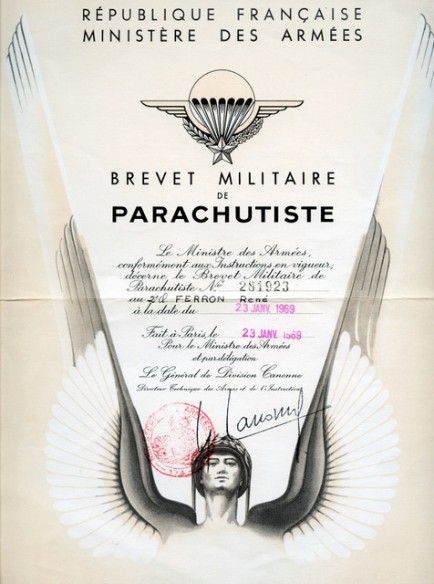 RÉPUBLIQUE FRANÇAISE
MINISTÈRE DES ARMÉES
BREVET MILITAIRE
DE
PARACHUTISTE
Le Ministre des Armées,
conformément aux Instructions en vigueur,
décerne le Brevet Militaire de
Parachutiste No 281923
au FERRON René
à la date du 23 JANV. 1969
Fait à Paris, le 23 JANV. 1969
Pour le Ministre des Armées
et par délégation
Le Général de Division Canonne
Directeur Technique des Armes et de l'Instruction